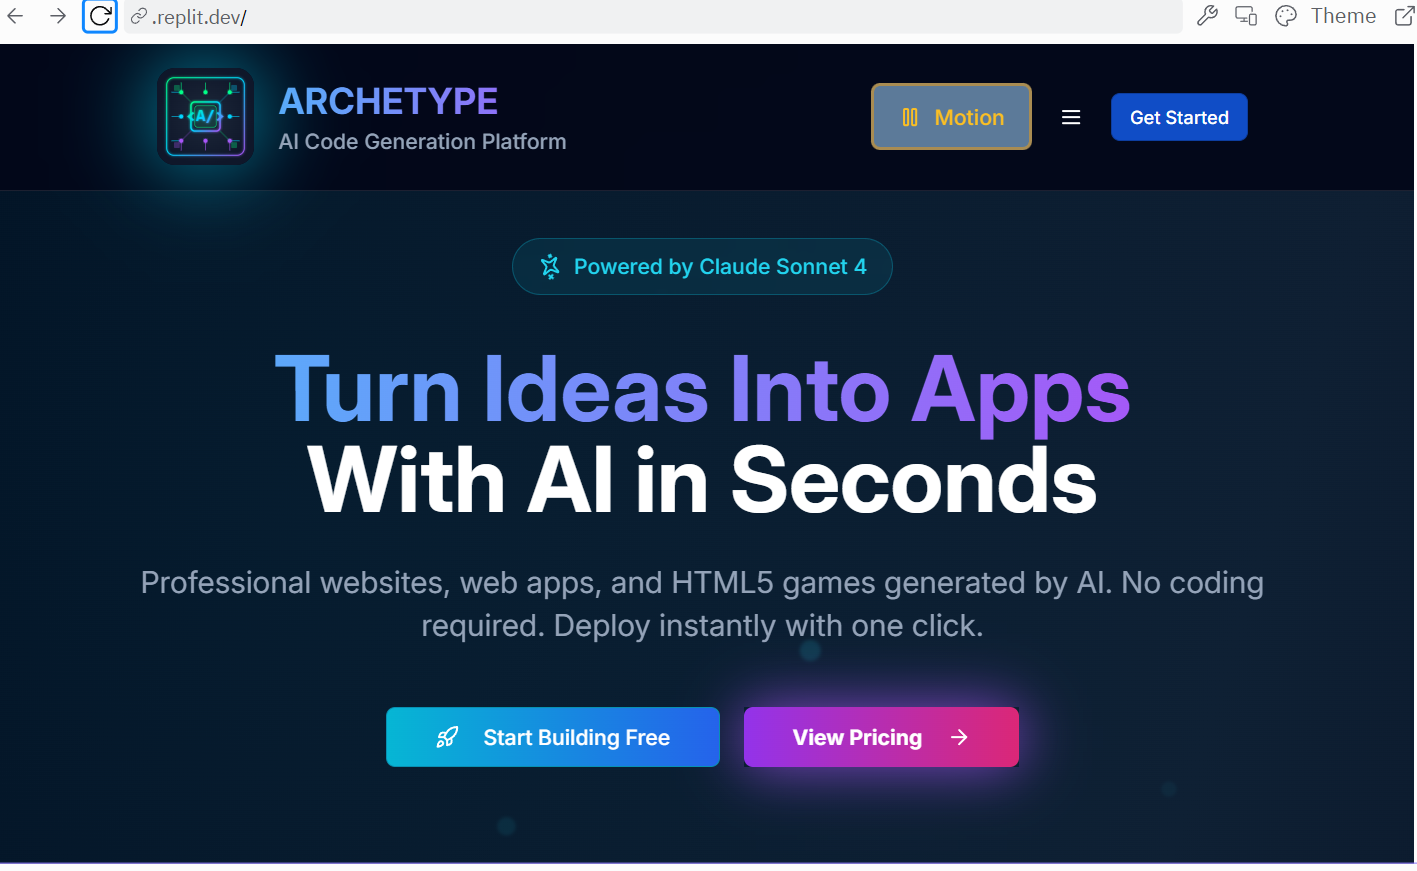 .replit.dev/
Theme
AI/
ARCHETYPE
AI Code Generation Platform
Motion
Get Started
Powered by Claude Sonnet 4
Turn Ideas Into Apps
With AI in Seconds
Professional websites, web apps, and HTML5 games generated by AI. No coding
required. Deploy instantly with one click.
Start Building Free
View Pricing